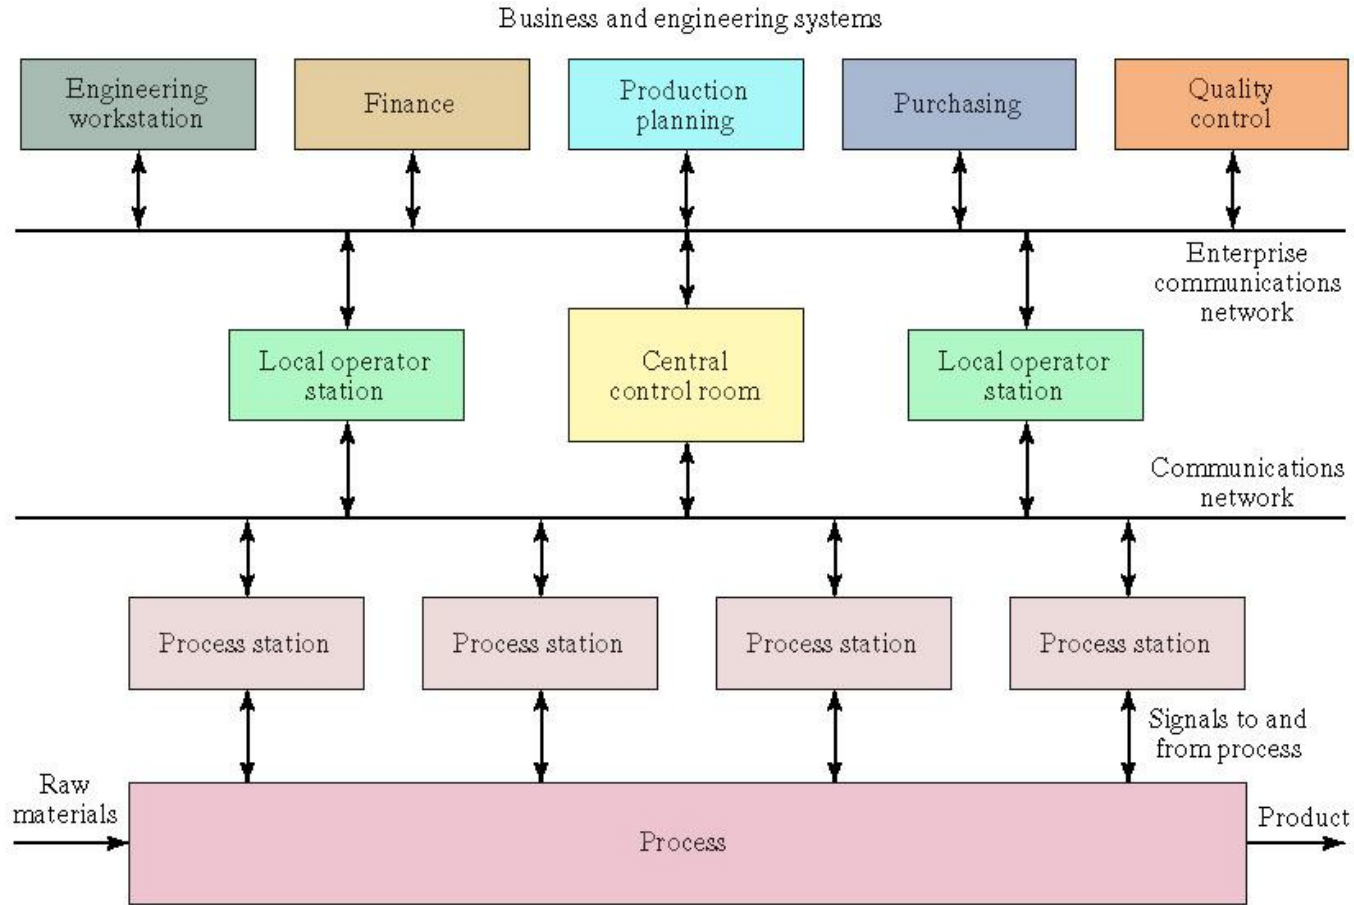 Business and engineering systems
Engineering
workstation
Finance
Production
planning
Purchasing
Quality
control
Enterprise
communications
network
Local operator
station
Central
control room
Local operator
station
Communications
network
Process station
Process station
Process station
Process station
Signals to and
from process
Raw
materials
Process
Product